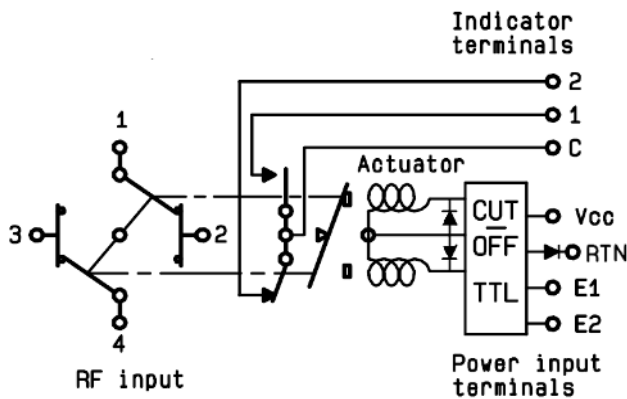 Indicator
terminals
2
1
C
1
Actuator
CUT
OFF
TTL
Vcc
RTN
E1
E2
3
2
4
RF input
Power input
terminals